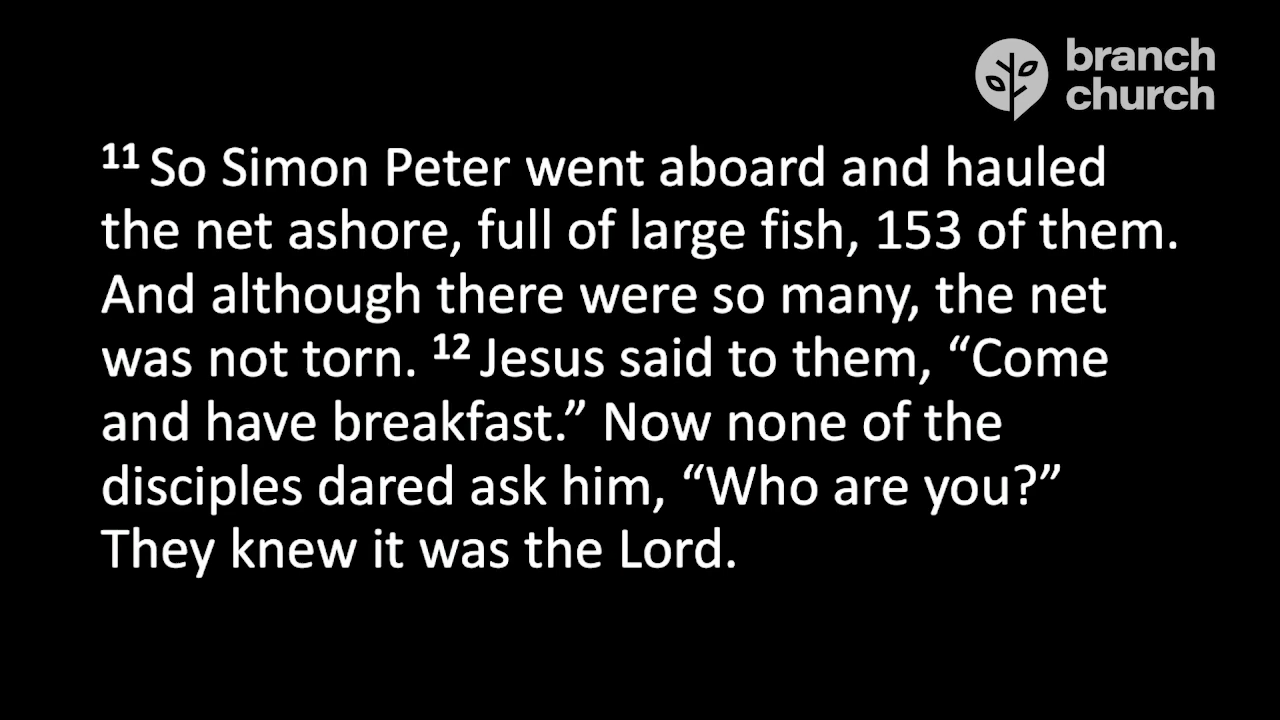 branch
church
11 So Simon Peter went aboard and hauled
the net ashore, full of large fish, 153 of them.
And although there were so many, the net
was not torn. 12 Jesus said to them, “Come
and have breakfast.” Now none of the
disciples dared ask him, “Who are you?”
They knew it was the Lord.